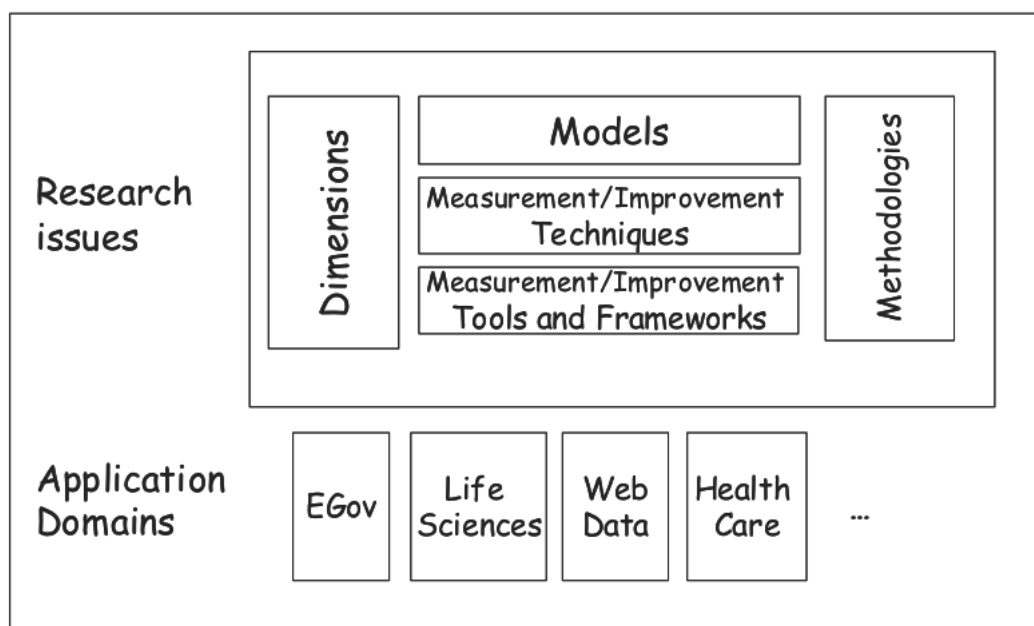 Research
issues
Dimensions
Models
Measurement/Improvement
Techniques
Measurement/Improvement
Tools and Frameworks
Methodologies
Application
Domains
EGov
Life
Sciences
Web
Data
Health
Care
...